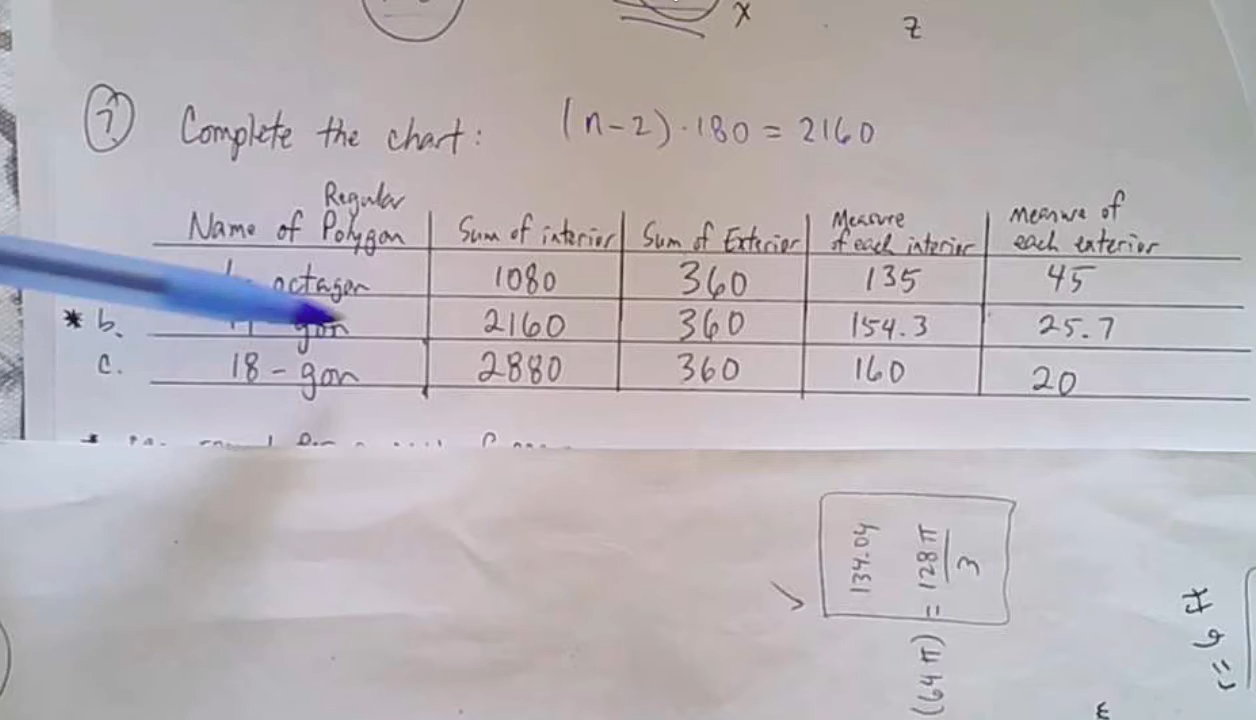 x
z
7 Complete the chart: (n-2)·180 = 2160
Name of Regular Polygon | Sum of interior | Sum of Exterior | Measure of each interior | Measure of each exterior
octagon 1080 360 135 45
* b. gon 2160 360 154.3 25.7
c. 18-gon 2880 360 160 20
134.04
(64π) = 128π/3
r=6